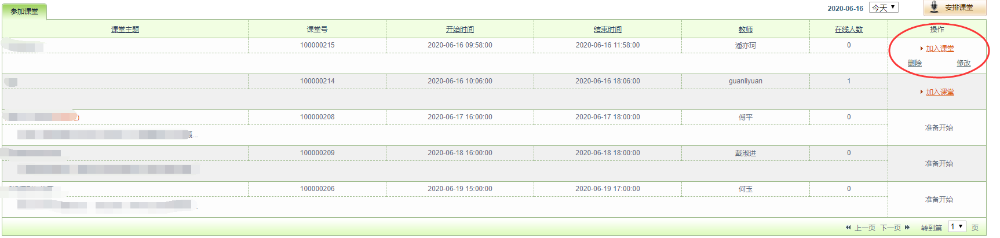 参加课堂 2020-06-16 今天 安排课堂
课堂主题 课堂号 开始时间 结束时间 教师 在线人数 操作
100000215 2020-06-16 09:58:00 2020-06-16 11:58:00 潘亦珂 0 加入课堂
删除 修改
100000214 2020-06-16 10:06:00 2020-06-16 18:06:00 guanliyuan 1
加入课堂
100000208 2020-06-17 16:00:00 2020-06-17 18:00:00 傅平 0
准备开始
100000209 2020-06-18 16:00:00 2020-06-18 18:00:00 戴淑进 0
准备开始
100000206 2020-06-19 15:00:00 2020-06-19 17:00:00 何玉 0
准备开始
上一页 下一页 转到第 1 页